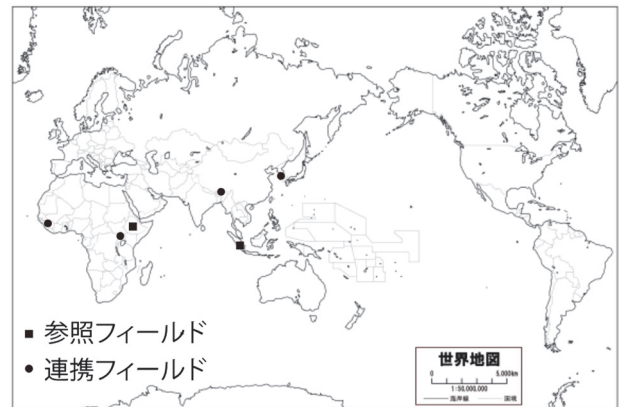 ■ 参照フィールド
● 連携フィールド
世界地図
0 5,000km
1:50,000,000
海岸線 国境